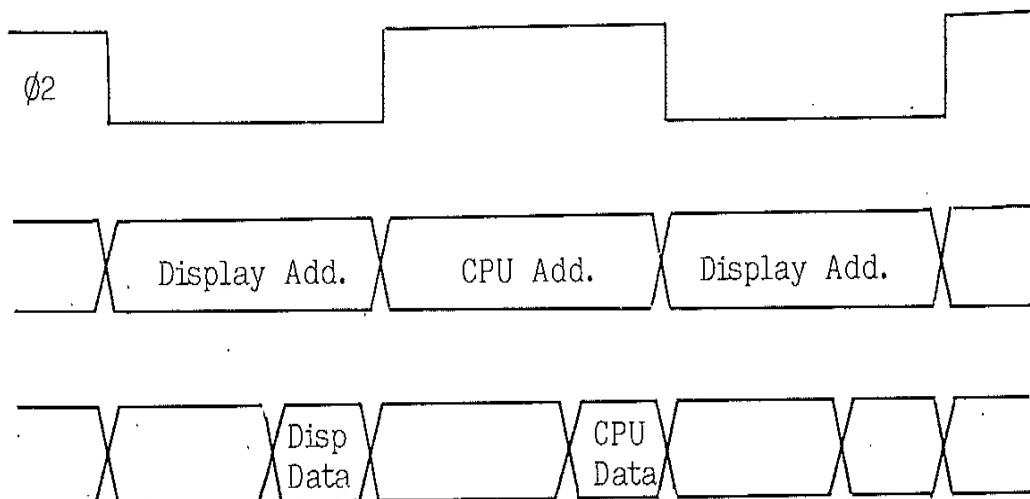 Ø2
Display Add.
CPU Add.
Display Add.
Disp
Data
CPU
Data